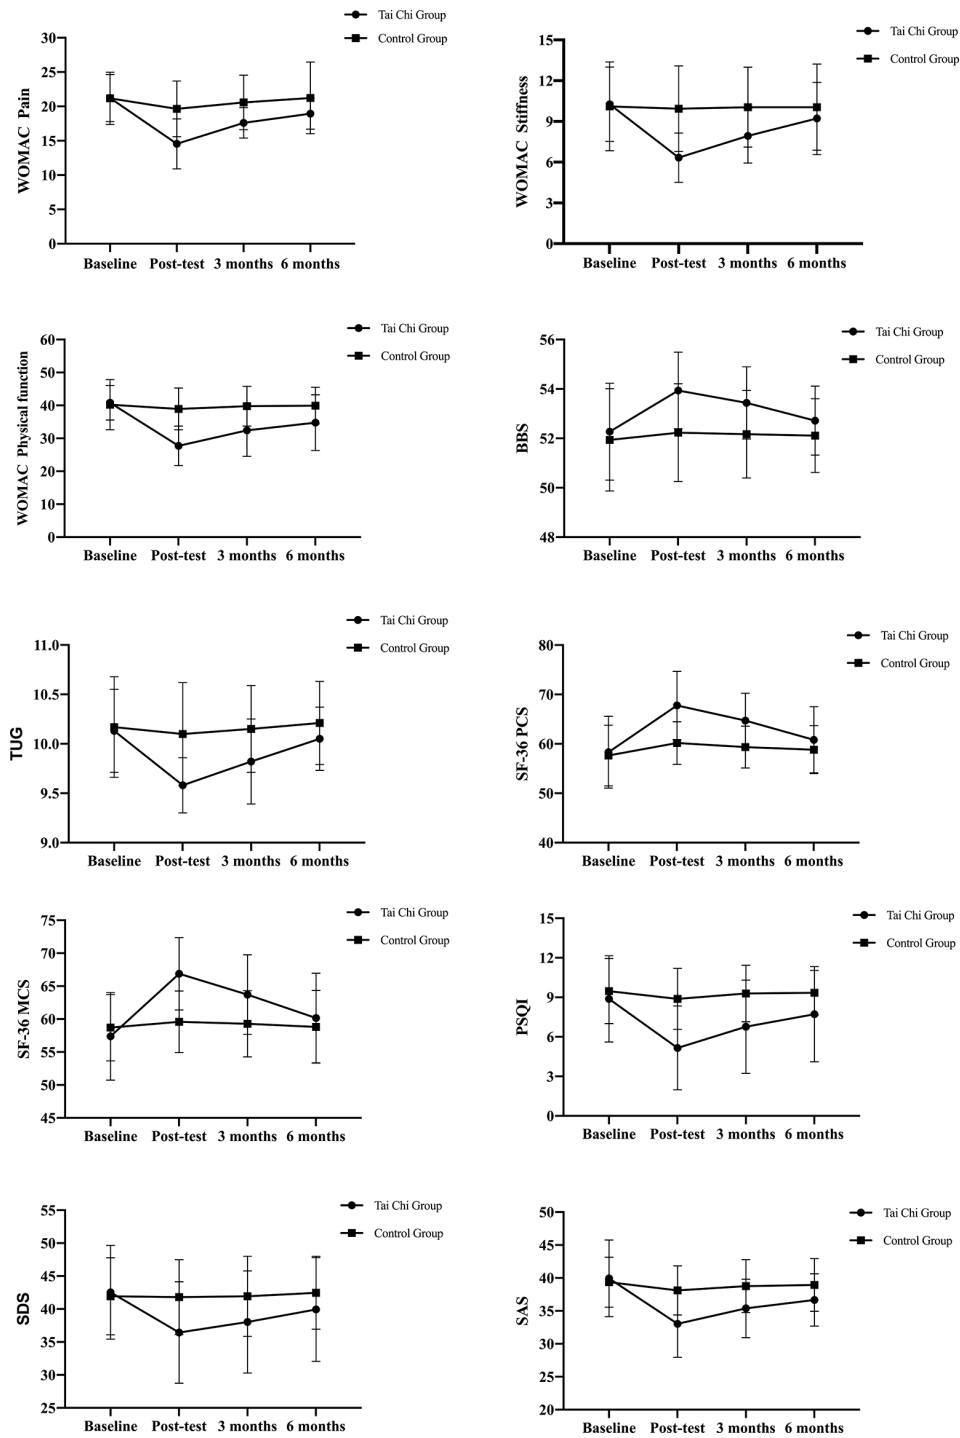 Tai Chi Group
Control Group
WOMAC Pain
30
25
20
15
10
5
0
Baseline Post-test 3 months 6 months
Tai Chi Group
Control Group
WOMAC Stiffness
15
12
9
6
3
0
Baseline Post-test 3 months 6 months
Tai Chi Group
Control Group
WOMAC Physical function
60
50
40
30
20
10
0
Baseline Post-test 3 months 6 months
Tai Chi Group
Control Group
BBS
56
54
52
50
48
Baseline Post-test 3 months 6 months
Tai Chi Group
Control Group
TUG
11.0
10.5
10.0
9.5
9.0
Baseline Post-test 3 months 6 months
Tai Chi Group
Control Group
SF-36 PCS
80
70
60
50
40
Baseline Post-test 3 months 6 months
Tai Chi Group
Control Group
SF-36 MCS
75
70
65
60
55
50
45
Baseline Post-test 3 months 6 months
Tai Chi Group
Control Group
PSQI
15
12
9
6
3
0
Baseline Post-test 3 months 6 months
Tai Chi Group
Control Group
SDS
55
50
45
40
35
30
25
Baseline Post-test 3 months 6 months
Tai Chi Group
Control Group
SAS
50
45
40
35
30
25
20
Baseline Post-test 3 months 6 months